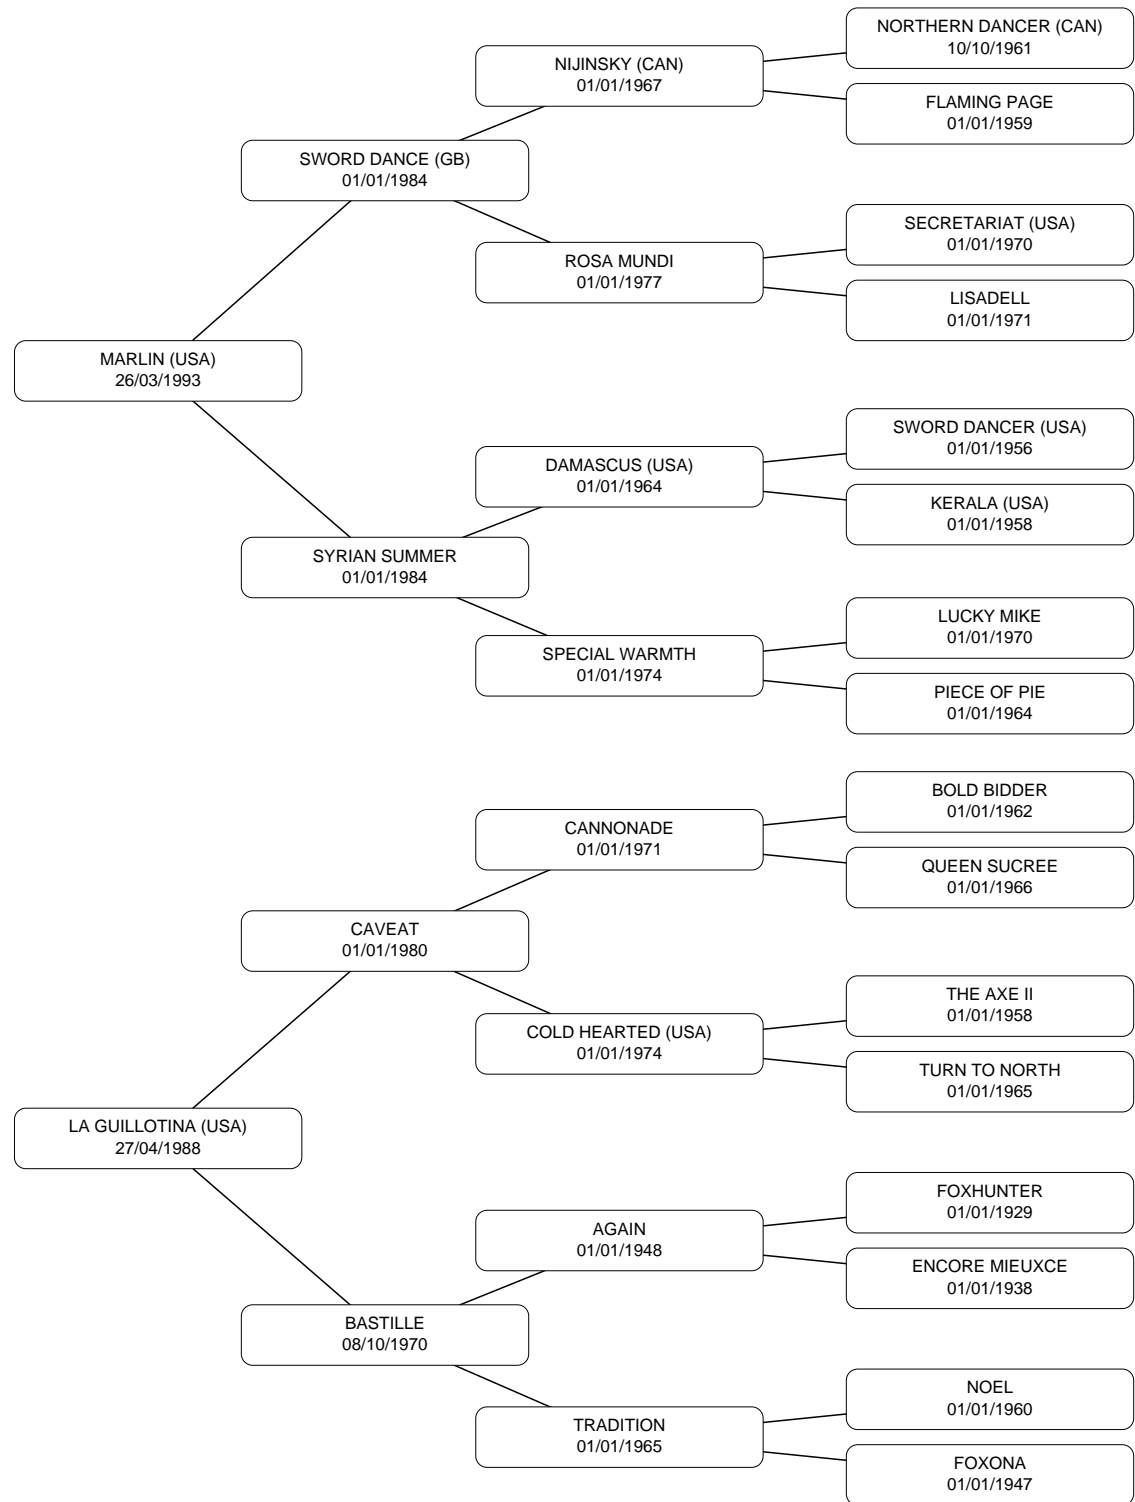 NORTHERN DANCER (CAN)
10/10/1961
NIJINSKY (CAN)
01/01/1967
FLAMING PAGE
01/01/1959
SWORD DANCE (GB)
01/01/1984
SECRETARIAT (USA)
01/01/1970
ROSA MUNDI
01/01/1977
LISADELL
01/01/1971
MARLIN (USA)
26/03/1993
SWORD DANCER (USA)
01/01/1956
DAMASCUS (USA)
01/01/1964
KERALA (USA)
01/01/1958
SYRIAN SUMMER
01/01/1984
LUCKY MIKE
01/01/1970
SPECIAL WARMTH
01/01/1974
PIECE OF PIE
01/01/1964
BOLD BIDDER
01/01/1962
CANNONADE
01/01/1971
QUEEN SUCREE
01/01/1966
CAVEAT
01/01/1980
THE AXE II
01/01/1958
COLD HEARTED (USA)
01/01/1974
TURN TO NORTH
01/01/1965
LA GUILLOTINA (USA)
27/04/1988
FOXHUNTER
01/01/1929
AGAIN
01/01/1948
ENCORE MIEUXCE
01/01/1938
BASTILLE
08/10/1970
NOEL
01/01/1960
TRADITION
01/01/1965
FOXONA
01/01/1947